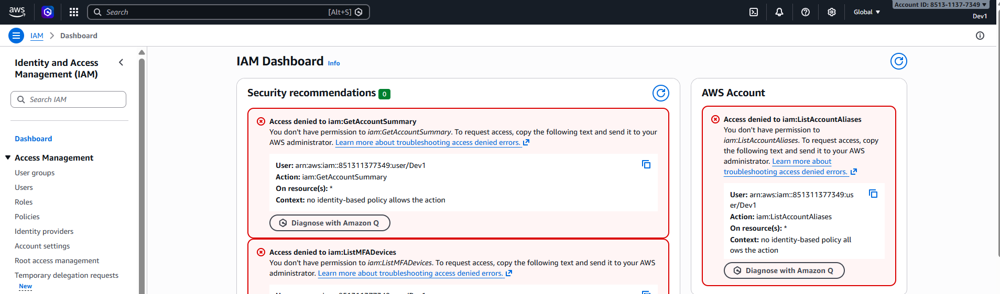 aws
Search [Alt+S]
Global
Account ID: 8513-1137-7349
Dev1
IAM
Dashboard
Identity and Access
Management (IAM)
Search IAM
Dashboard
Access Management
User groups
Users
Roles
Policies
Identity providers
Account settings
Root access management
Temporary delegation requests
New
IAM Dashboard Info
Security recommendations 0
Access denied to iam:GetAccountSummary
You don't have permission to iam:GetAccountSummary. To request access, copy the following text and send it to your
AWS administrator. Learn more about troubleshooting access denied errors.
User: arn:aws:iam::851311377349:user/Dev1
Action: iam:GetAccountSummary
On resource(s): *
Context: no identity-based policy allows the action
Diagnose with Amazon Q
Access denied to iam:ListMFADevices
You don't have permission to iam:ListMFADevices. To request access, copy the following text and send it to your AWS
administrator. Learn more about troubleshooting access denied errors.
User: arn:aws:iam::851311377349:user/Dev1
AWS Account
Access denied to iam:ListAccountAliases
You don't have permission to
iam:ListAccountAliases. To request access, copy
the following text and send it to your AWS
administrator. Learn more about
troubleshooting access denied errors.
User: arn:aws:iam::851311377349:us
er/Dev1
Action: iam:ListAccountAliases
On resource(s): *
Context: no identity-based policy all
ows the action
Diagnose with Amazon Q